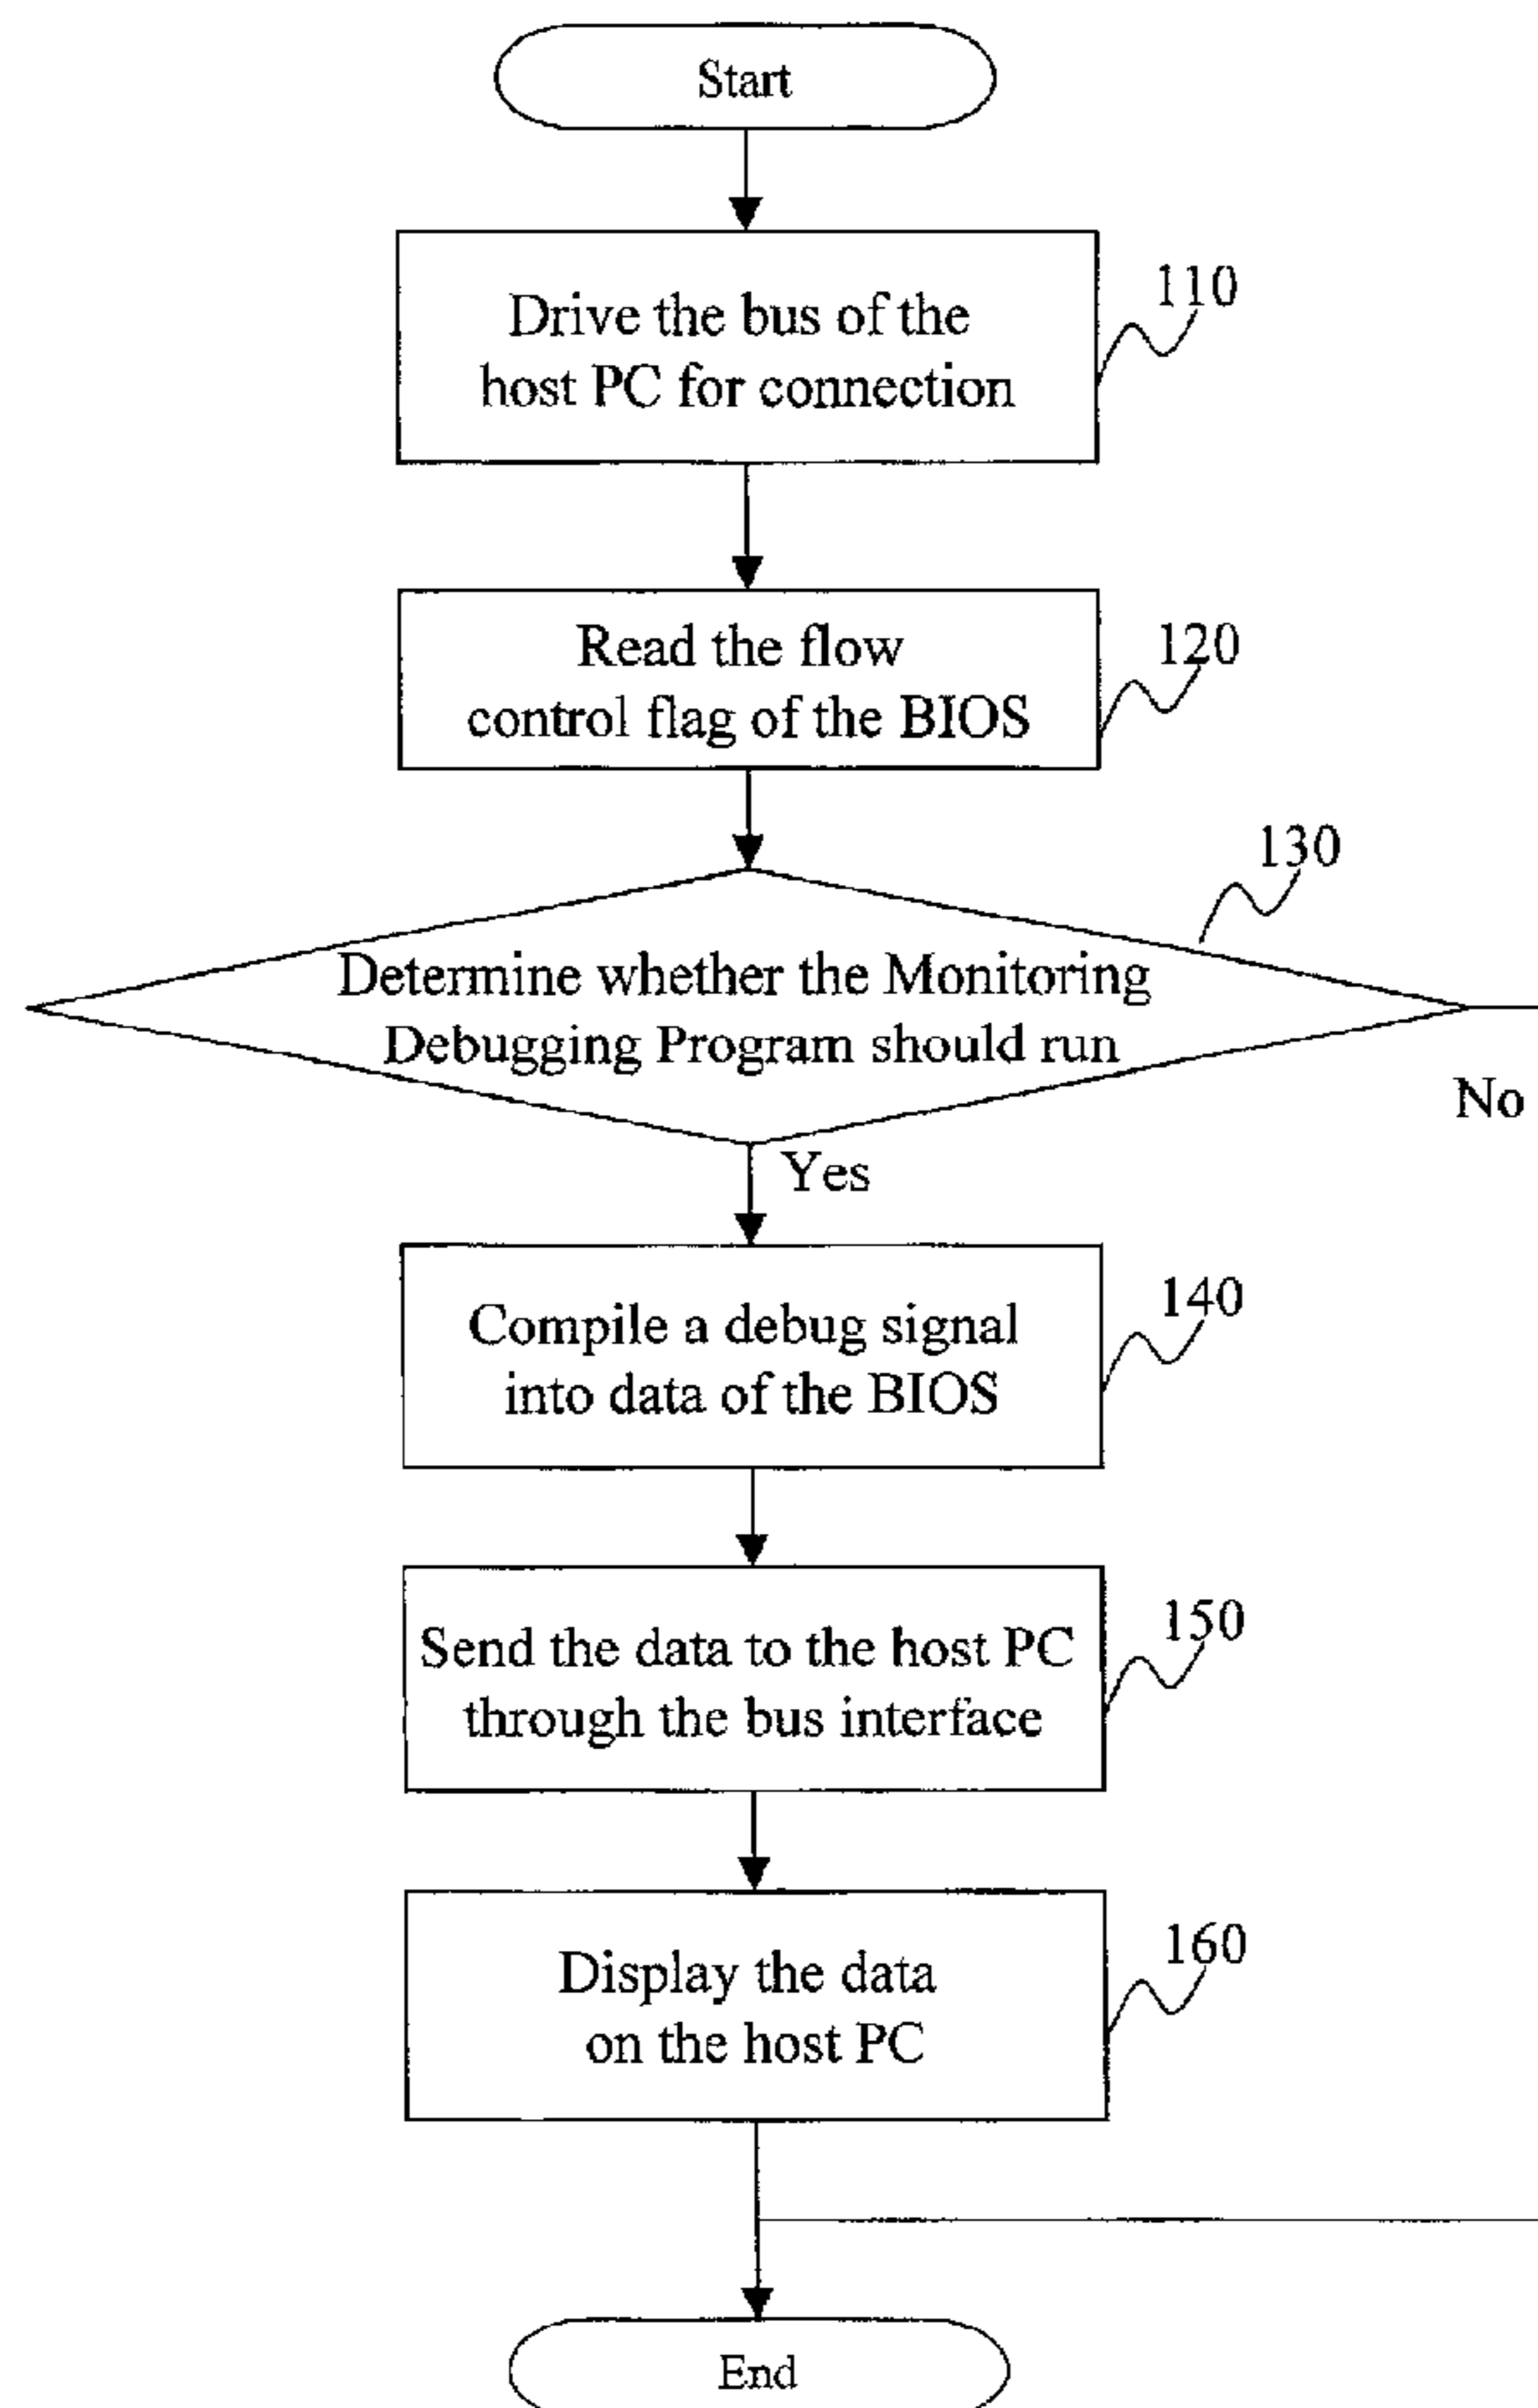 Start
Drive the bus of the
host PC for connection
110
Read the flow
control flag of the BIOS
120
130
Determine whether the Monitoring
Debugging Program should run
No
Yes
Compile a debug signal
into data of the BIOS
140
Send the data to the host PC
through the bus interface
150
Display the data
on the host PC
160
End